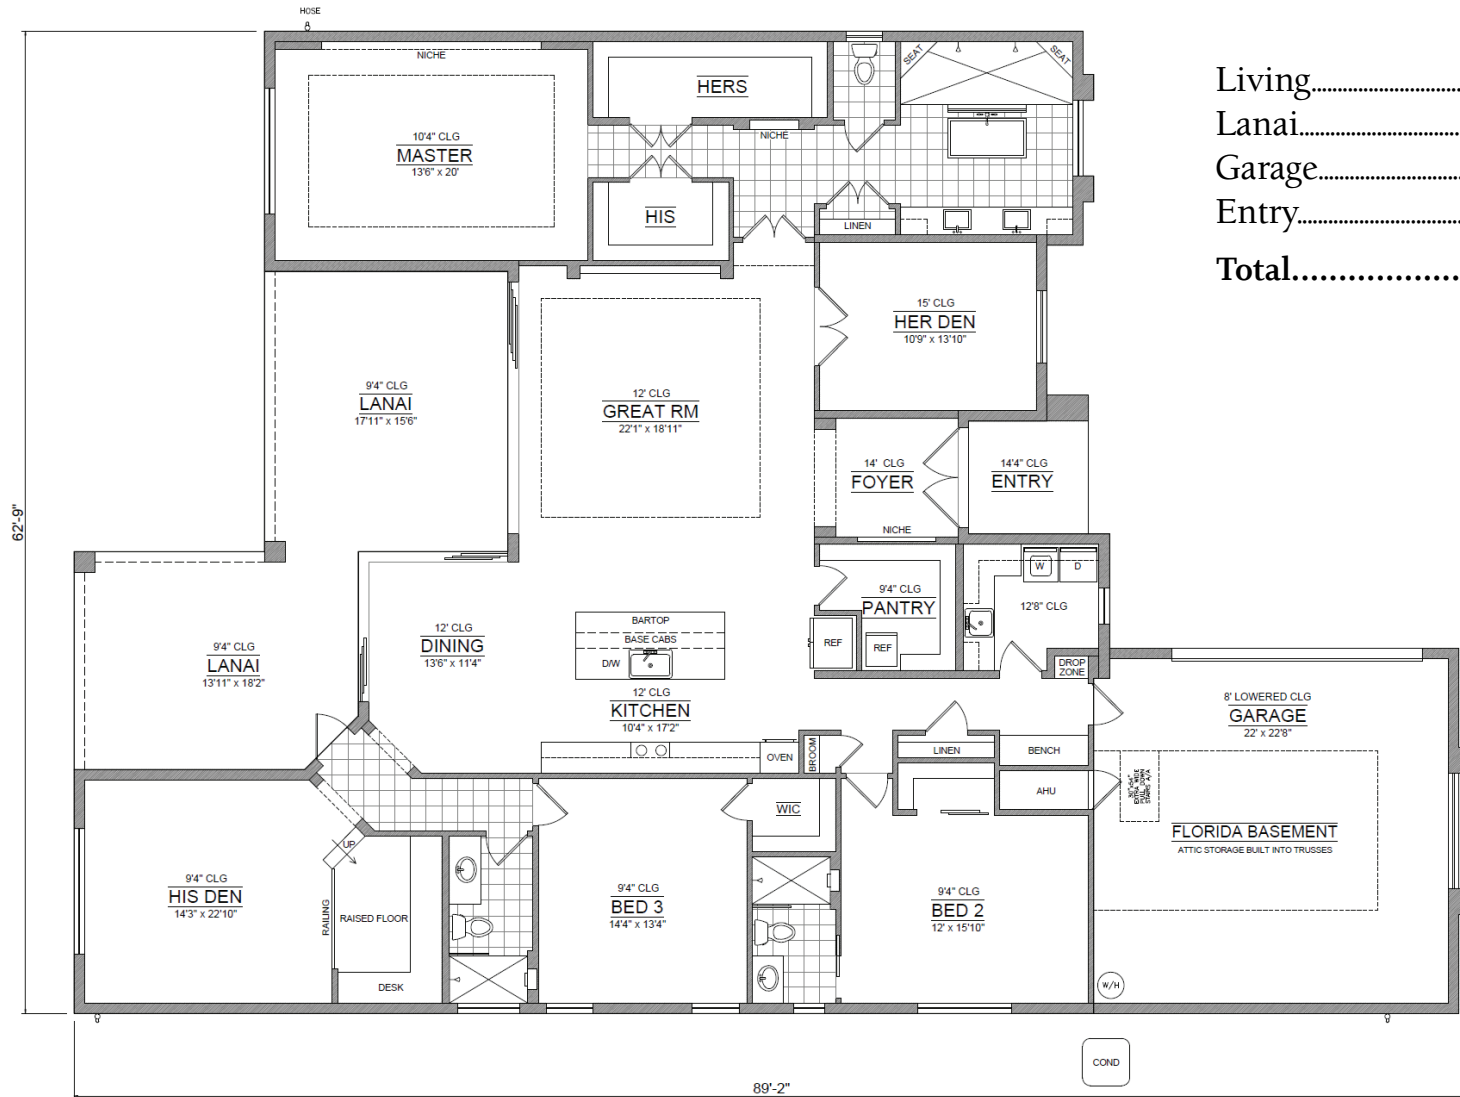 HOSE
Living
Lanai
Garage
Entry
Total
NICHE
10'4" CLG
MASTER
13'6" x 20'
HERS
SEAT
SEAT
NICHE
HIS
LINEN
15' CLG
HER DEN
10'9" x 13'10"
9'4" CLG
LANAI
17'11" x 15'6"
12' CLG
GREAT RM
22'1" x 18'11"
14' CLG
FOYER
14'4" CLG
ENTRY
NICHE
62'-9"
W
D
9'4" CLG
PANTRY
12'8" CLG
REF
REF
BARTOP
BASE CABS
D/W
12' CLG
DINING
13'6" x 11'4"
9'4" CLG
LANAI
13'11" x 18'2"
DROP
ZONE
12' CLG
KITCHEN
10'4" x 17'2"
8' LOWERED CLG
GARAGE
22' x 22'8"
OVEN
BROOM
LINEN
BENCH
AHU
30"x54"
EXTRA WIDE
PULL DOWN
STAIRS A/A
WIC
FLORIDA BASEMENT
ATTIC STORAGE BUILT INTO TRUSSES
UP
9'4" CLG
HIS DEN
14'3" x 22'10"
RAILING
RAISED FLOOR
DESK
9'4" CLG
BED 3
14'4" x 13'4"
9'4" CLG
BED 2
12' x 15'10"
W/H
COND
89'-2"